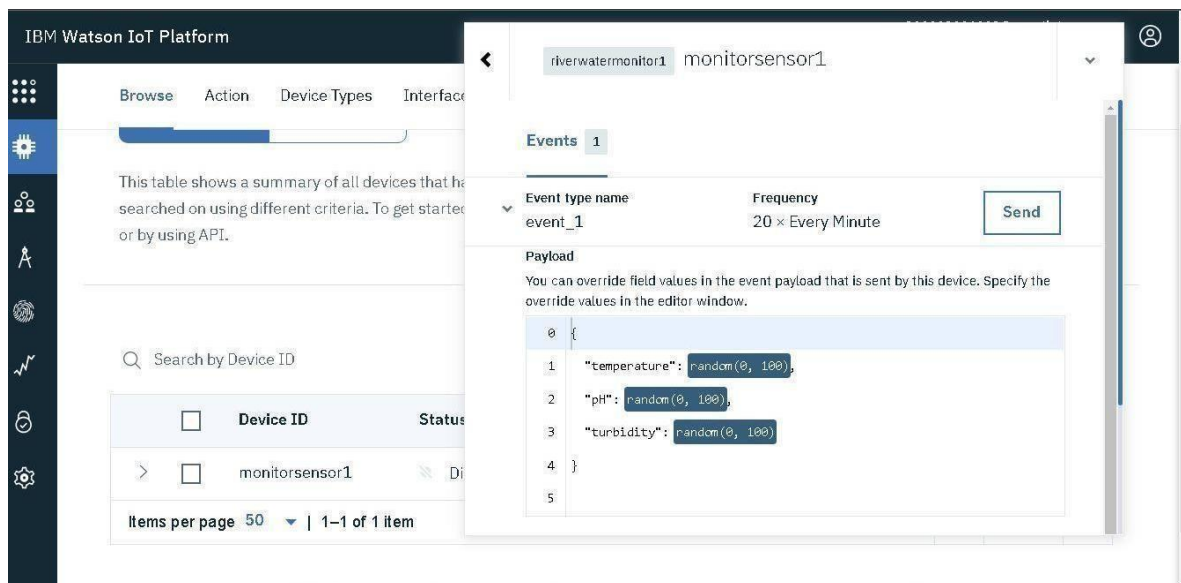 IBM Watson IoT Platform
riverwatermonitor1 monitorsensor1
Browse Action Device Types
Events 1
This table shows a summary of all devices that
searched on using different criteria. To get started
or by using API.
Event type name Frequency
event_1 20 × Every Minute
Send
Payload
You can override field values in the event payload that is sent by this device. Specify the
override values in the editor window.
0 {
1 "temperature": random(0, 100),
2 "pH": random(0, 100),
3 "turbidity": random(0, 100)
4 }
5
Search by Device ID
Device ID Status
monitorsensor1 Di
Items per page 50 | 1–1 of 1 item